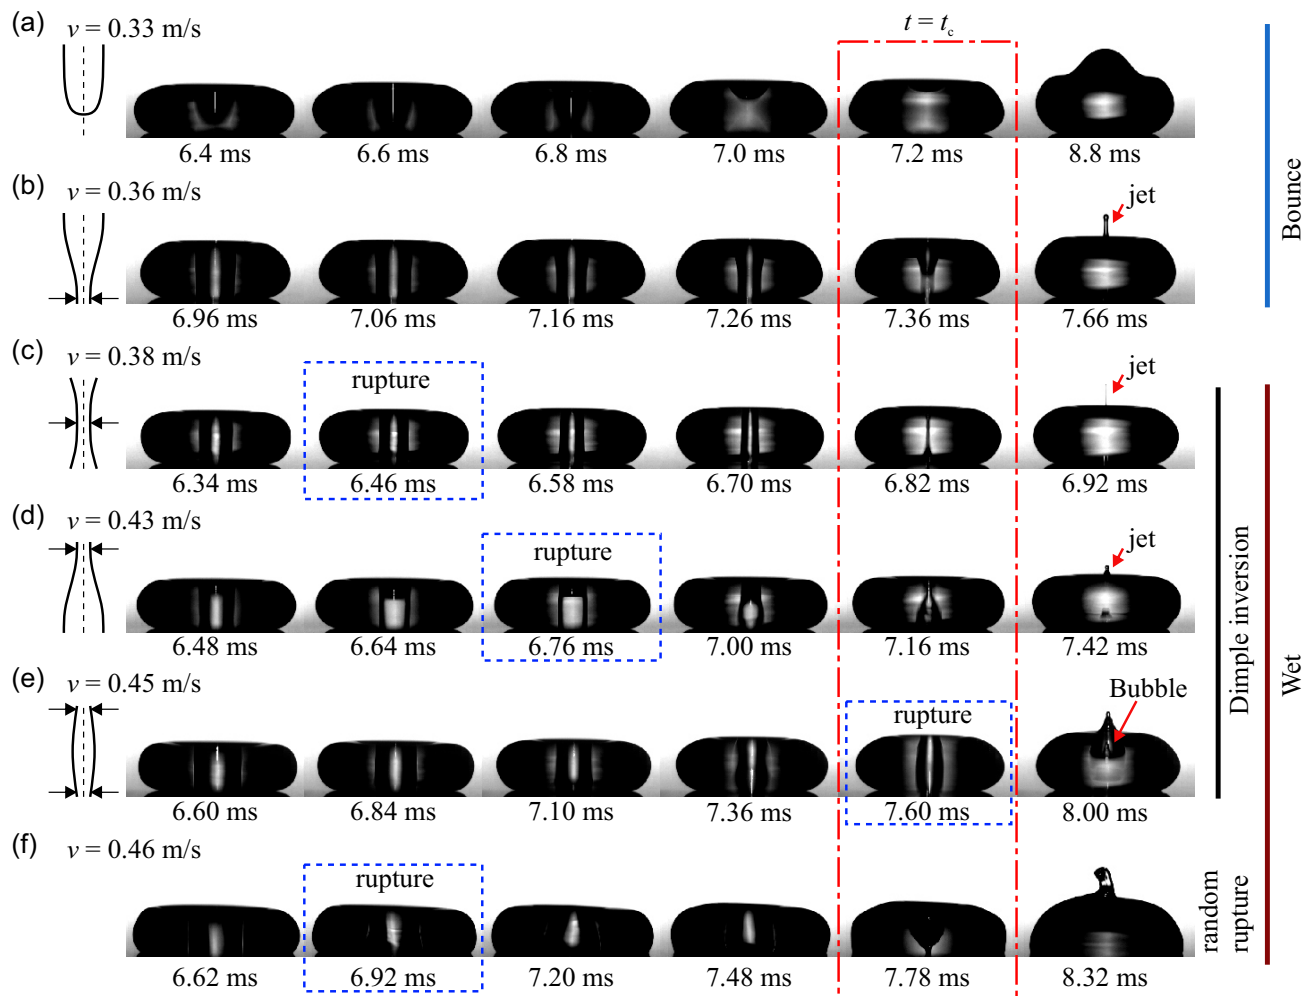 (a)
v = 0.33 m/s
t = tc
6.4 ms
6.6 ms
6.8 ms
7.0 ms
7.2 ms
8.8 ms
(b)
v = 0.36 m/s
jet
6.96 ms
7.06 ms
7.16 ms
7.26 ms
7.36 ms
7.66 ms
Bounce
(c)
v = 0.38 m/s
rupture
jet
6.34 ms
6.46 ms
6.58 ms
6.70 ms
6.82 ms
6.92 ms
(d)
v = 0.43 m/s
rupture
jet
6.48 ms
6.64 ms
6.76 ms
7.00 ms
7.16 ms
7.42 ms
(e)
v = 0.45 m/s
rupture
Bubble
6.60 ms
6.84 ms
7.10 ms
7.36 ms
7.60 ms
8.00 ms
Dimple inversion
Wet
(f)
v = 0.46 m/s
rupture
6.62 ms
6.92 ms
7.20 ms
7.48 ms
7.78 ms
8.32 ms
random
rupture